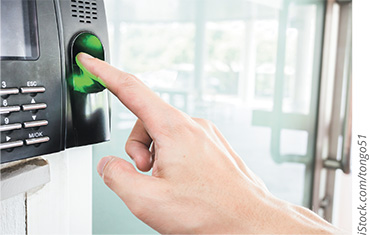 3 ESC
6 ▲
9 ▼
▶ M/OK
iStock.com/tongo51